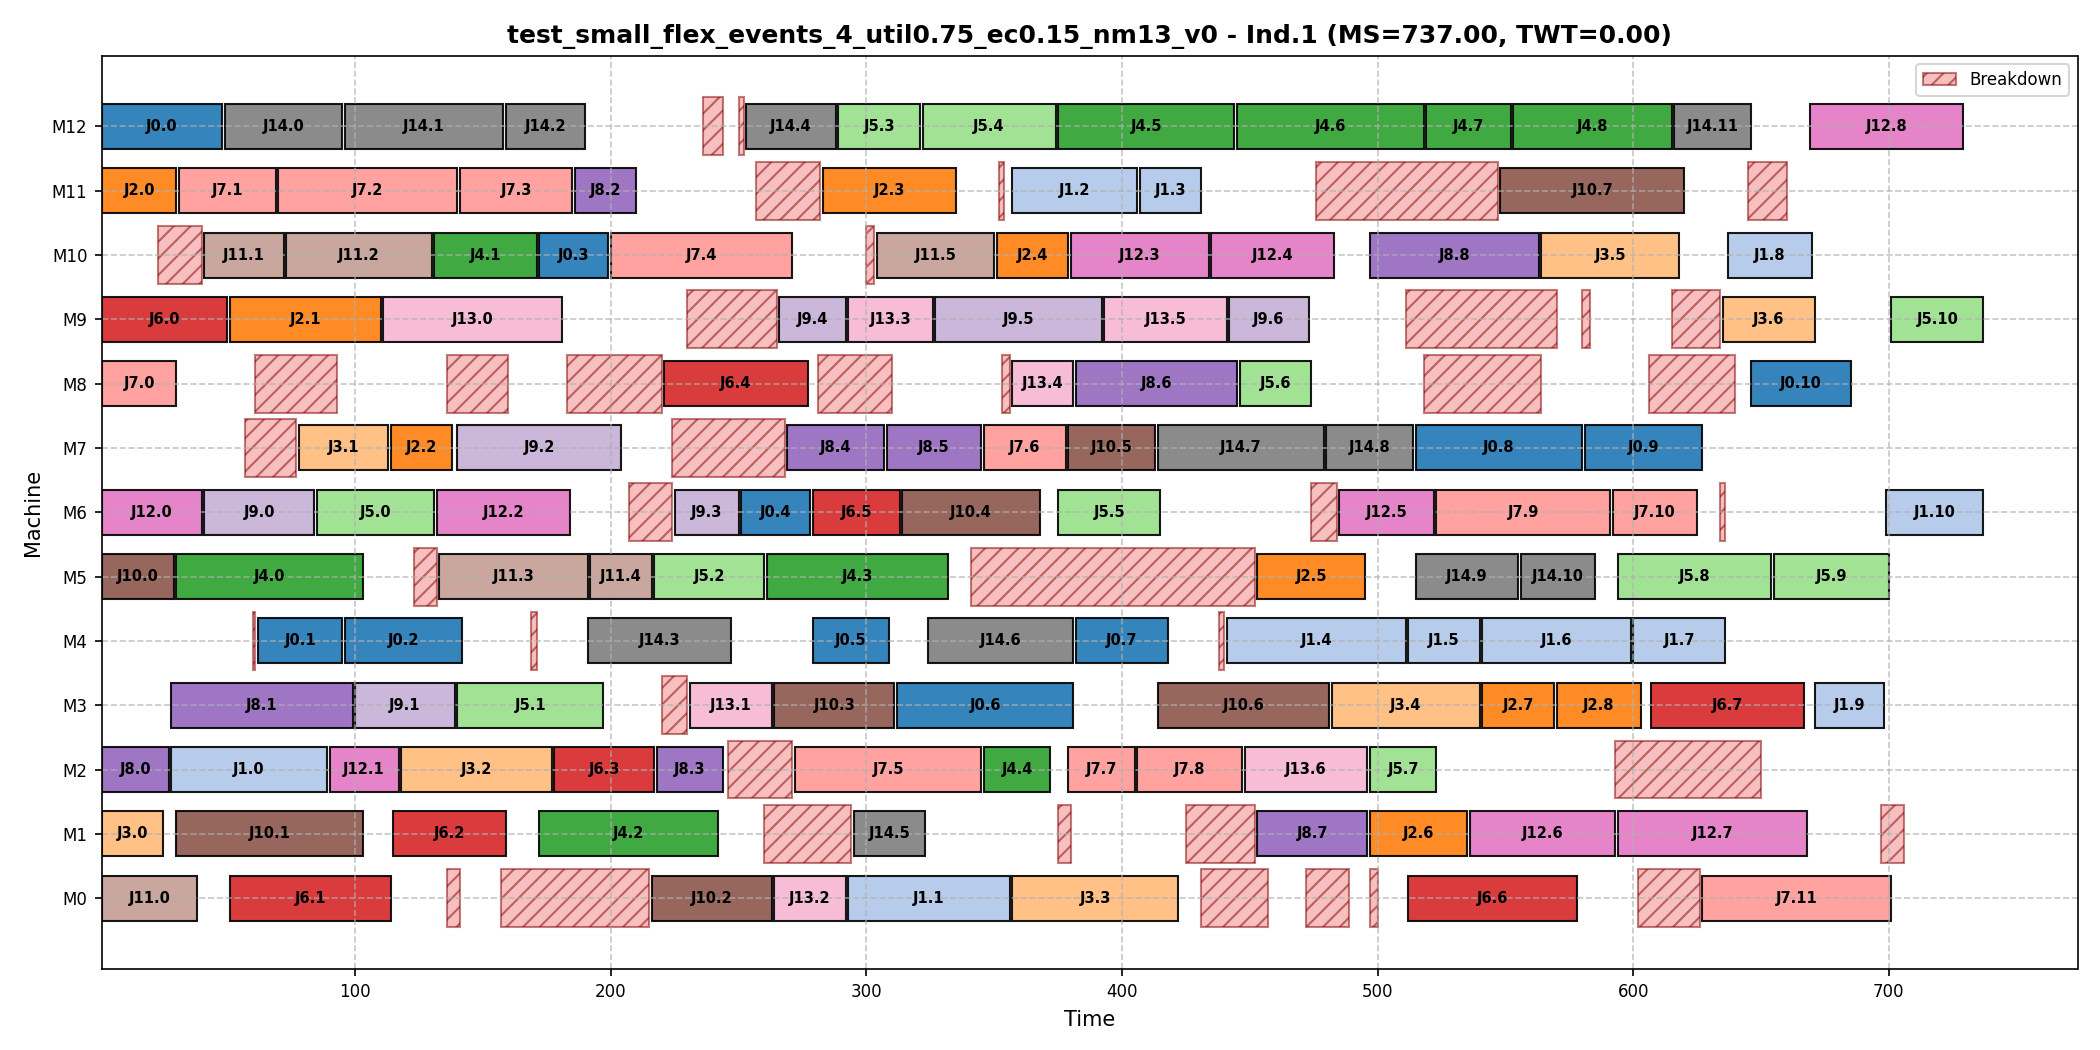 test_small_flex_events_4_util0.75_ec0.15_nm13_v0 - Ind.1 (MS=737.00, TWT=0.00)
Breakdown
M12 J0.0 J14.0 J14.1 J14.2 J14.4 J5.3 J5.4 J4.5 J4.6 J4.7 J4.8 J14.11 J12.8
M11 J2.0 J7.1 J7.2 J7.3 J8.2 J2.3 J1.2 J1.3 J10.7
M10 J11.1 J11.2 J4.1 J0.3 J7.4 J11.5 J2.4 J12.3 J12.4 J8.8 J3.5 J1.8
M9 J6.0 J2.1 J13.0 J9.4 J13.3 J9.5 J13.5 J9.6 J3.6 J5.10
M8 J7.0 J6.4 J13.4 J8.6 J5.6 J0.10
M7 J3.1 J2.2 J9.2 J8.4 J8.5 J7.6 J10.5 J14.7 J14.8 J0.8 J0.9
M6 J12.0 J9.0 J5.0 J12.2 J9.3 J0.4 J6.5 J10.4 J5.5 J12.5 J7.9 J7.10 J1.10
M5 J10.0 J4.0 J11.3 J11.4 J5.2 J4.3 J2.5 J14.9 J14.10 J5.8 J5.9
M4 J0.1 J0.2 J14.3 J0.5 J14.6 J0.7 J1.4 J1.5 J1.6 J1.7
M3 J8.1 J9.1 J5.1 J13.1 J10.3 J0.6 J10.6 J3.4 J2.7 J2.8 J6.7 J1.9
M2 J8.0 J1.0 J12.1 J3.2 J6.3 J8.3 J7.5 J4.4 J7.7 J7.8 J13.6 J5.7
M1 J3.0 J10.1 J6.2 J4.2 J14.5 J8.7 J2.6 J12.6 J12.7
M0 J11.0 J6.1 J10.2 J13.2 J1.1 J3.3 J6.6 J7.11
100 200 300 400 500 600 700
Time
Machine